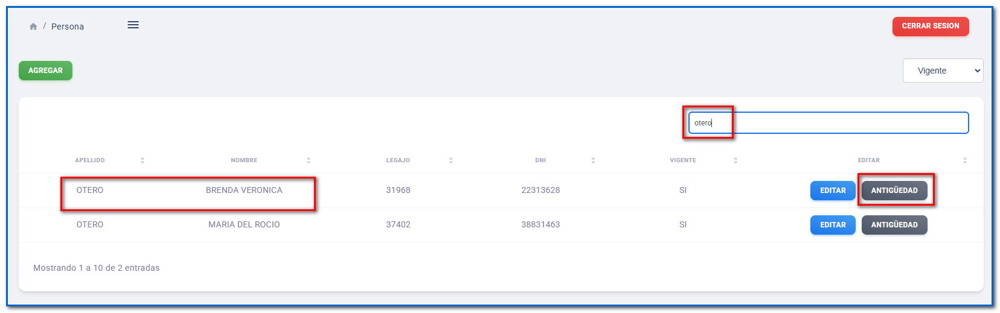 / Persona
CERRAR SESION
AGREGAR
Vigente
otero
APELLIDO NOMBRE LEGAJO DNI VIGENTE EDITAR
OTERO BRENDA VERONICA 31968 22313628 SI EDITAR ANTIGÜEDAD
OTERO MARIA DEL ROCIO 37402 38831463 SI EDITAR ANTIGÜEDAD
Mostrando 1 a 10 de 2 entradas